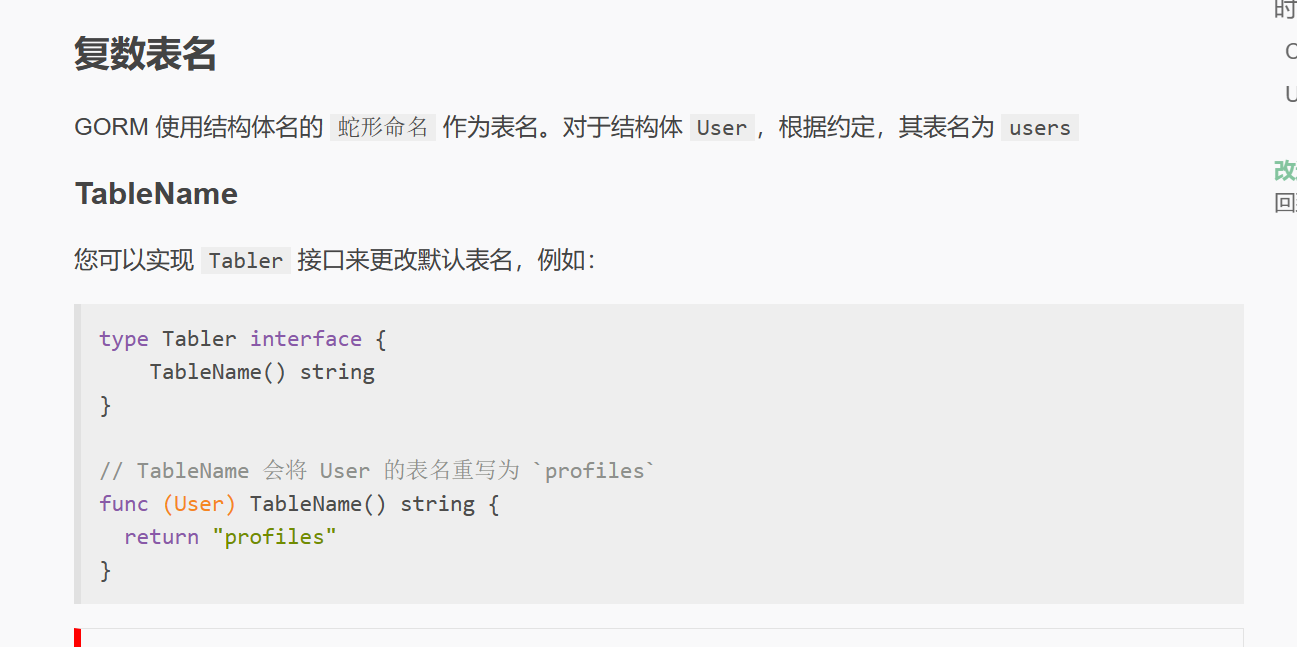 时
复数表名
C
U
GORM 使用结构体名的 蛇形命名 作为表名。对于结构体 User，根据约定，其表名为 users
TableName
回
您可以实现 Tabler 接口来更改默认表名，例如：
type Tabler interface {
    TableName() string
}
// TableName 会将 User 的表名重写为 `profiles`
func (User) TableName() string {
  return "profiles"
}